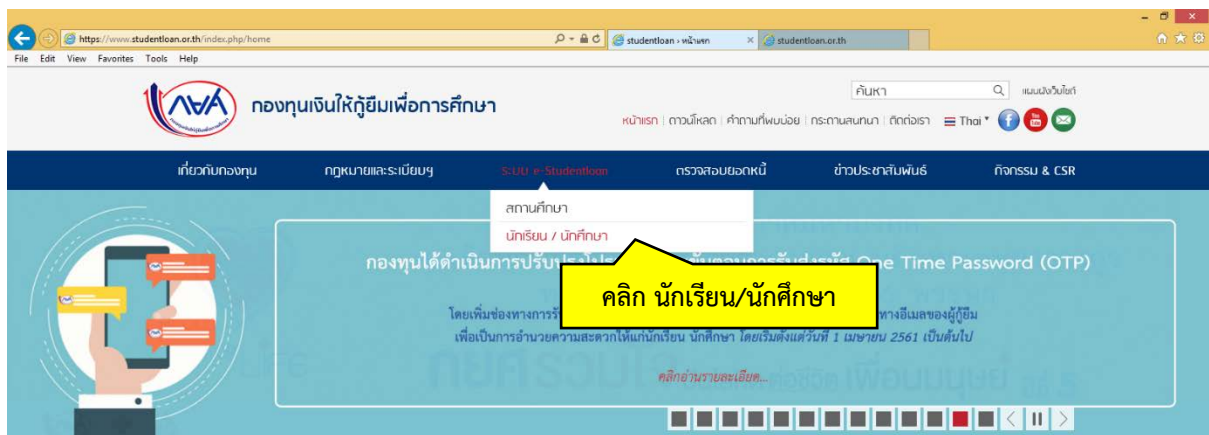 https://www.studentloan.or.th/index.php/home
studentloan › หน้าแรก
studentloan.or.th
File Edit View Favorites Tools Help
กองทุนเงินให้กู้ยืมเพื่อการศึกษา
ค้นหา
แผนผังเว็บไซต์
หน้าแรก | ดาวน์โหลด | คำถามที่พบบ่อย | กระดานสนทนา | ติดต่อเรา
Thai
เกี่ยวกับกองทุน
กฎหมายและระเบียบฯ
ระบบ e-Studentloan
ตรวจสอบยอดหนี้
ข่าวประชาสัมพันธ์
กิจกรรม & CSR
สถานศึกษา
นักเรียน / นักศึกษา
กองทุนได้ดำเนินการปรับปรุง One Time Password (OTP)
คลิก นักเรียน/นักศึกษา
โดยเพิ่มช่องทางการ ทางอีเมลของผู้กู้ยืม
เพื่อเป็นการอำนวยความสะดวกให้แก่นักเรียน นักศึกษา โดยเริ่มตั้งแต่วันที่ 1 เมษายน 2561 เป็นต้นไป
คลิกอ่านรายละเอียด...